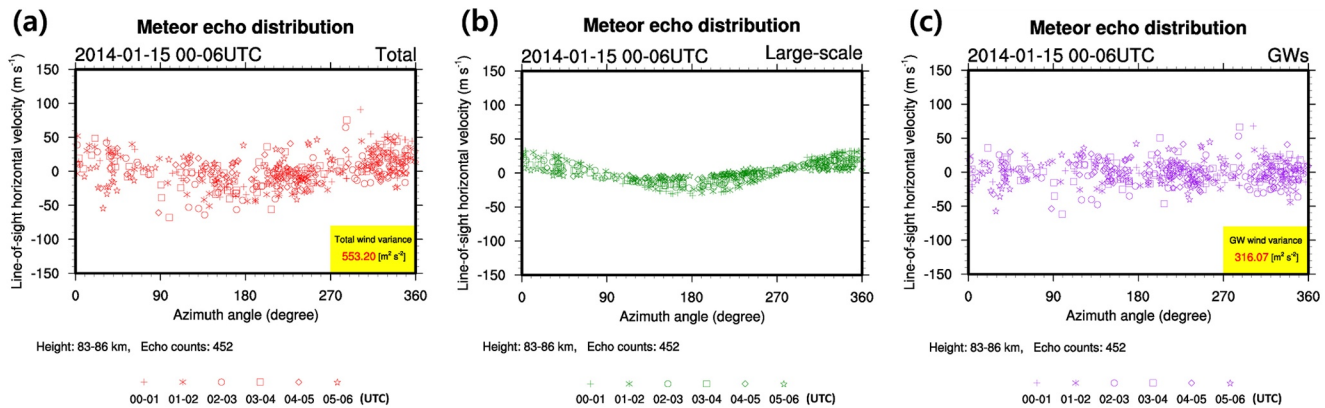 (a)
Meteor echo distribution
2014-01-15 00-06UTC Total
Line-of-sight horizontal velocity (m s⁻¹)
150
100
50
0
-50
-100
-150
Total wind variance
553.20 [m² s⁻²]
0 90 180 270 360
Azimuth angle (degree)
Height: 83-86 km, Echo counts: 452
00-01 01-02 02-03 03-04 04-05 05-06 (UTC)
(b)
Meteor echo distribution
2014-01-15 00-06UTC Large-scale
Line-of-sight horizontal velocity (m s⁻¹)
150
100
50
0
-50
-100
-150
0 90 180 270 360
Azimuth angle (degree)
Height: 83-86 km, Echo counts: 452
00-01 01-02 02-03 03-04 04-05 05-06 (UTC)
(c)
Meteor echo distribution
2014-01-15 00-06UTC GWs
Line-of-sight horizontal velocity (m s⁻¹)
150
100
50
0
-50
-100
-150
GW wind variance
316.07 [m² s⁻²]
0 90 180 270 360
Azimuth angle (degree)
Height: 83-86 km, Echo counts: 452
00-01 01-02 02-03 03-04 04-05 05-06 (UTC)